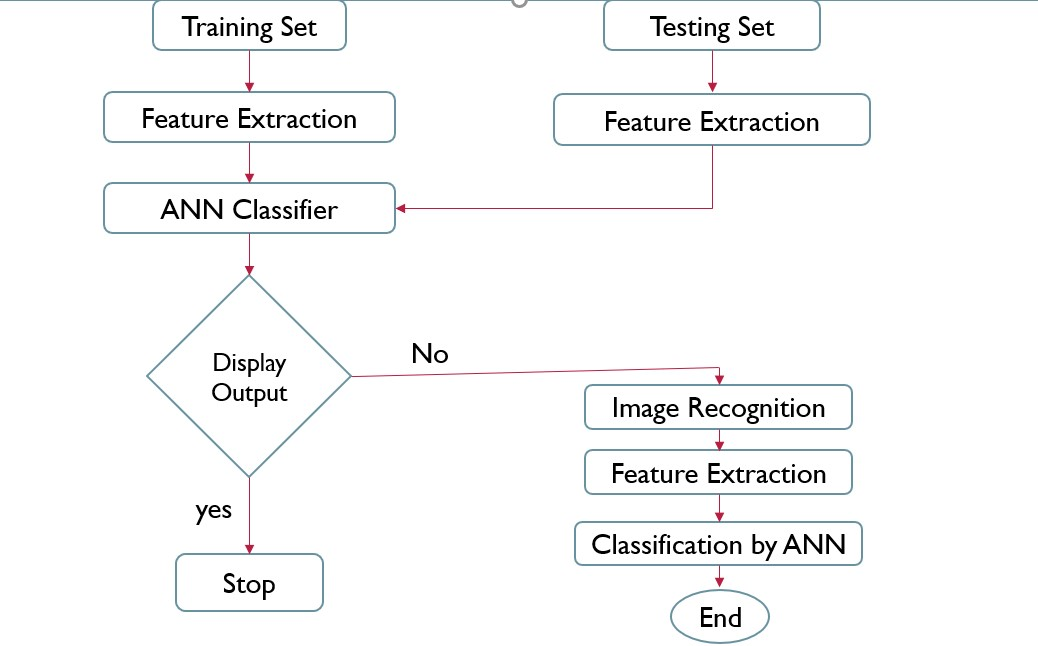 Training Set
Testing Set
Feature Extraction
Feature Extraction
ANN Classifier
Display
Output
No
Image Recognition
Feature Extraction
yes
Classification by ANN
Stop
End